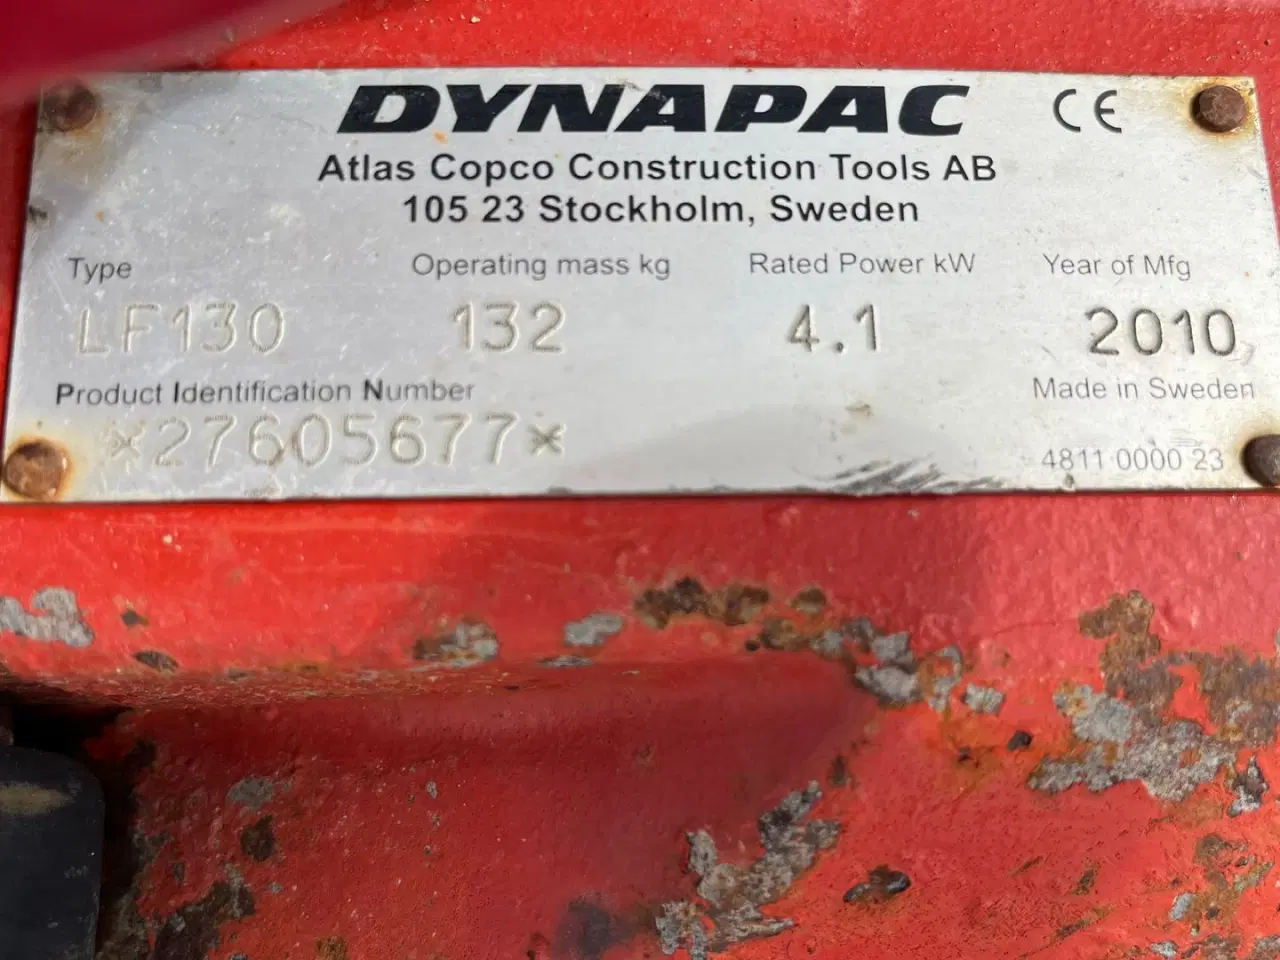 DYNAPAC CE
Atlas Copco Construction Tools AB
105 23 Stockholm, Sweden
Type Operating mass kg Rated Power kW Year of Mfg
LF130 132 4.1 2010
Product Identification Number Made in Sweden
*27605677*
4811 0000 23